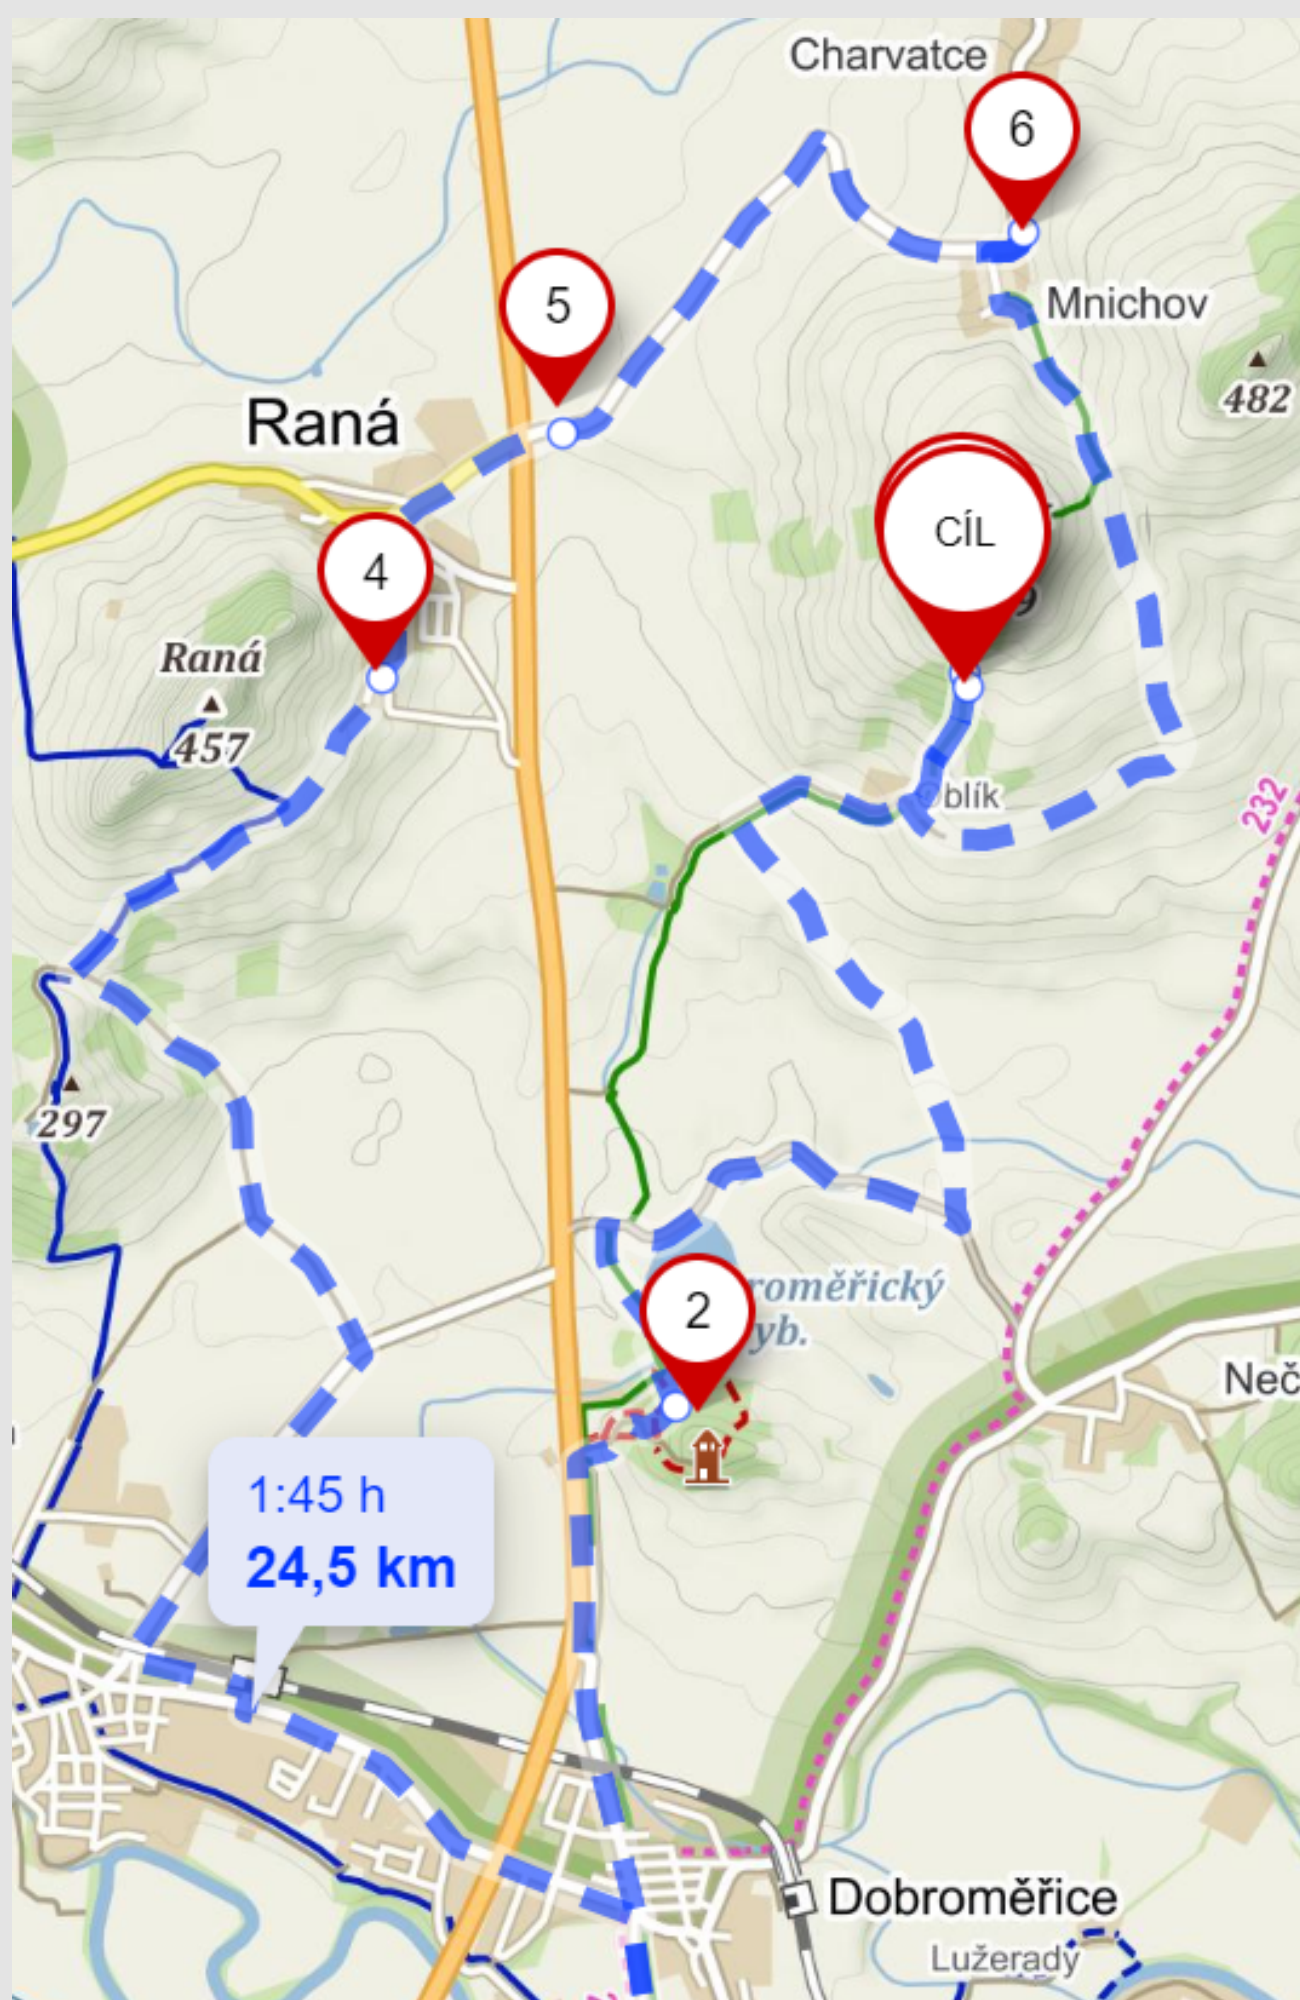 Charvatce
6
5
Mnichov
482
Raná
CÍL
4
9
Raná
457
blík
232
297
roměřický
yb.
2
Neč
1:45 h
24,5 km
Dobroměřice
Lužerady